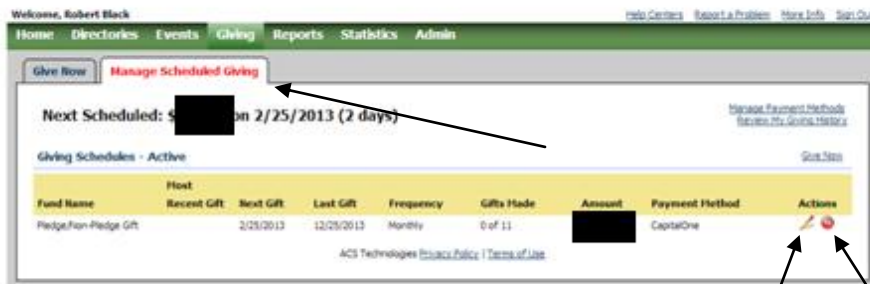 Welcome, Robert Black Help Centers Report a Problem More Info Sign Ou
Home Directories Events Giving Reports Statistics Admin
Give Now Manage Scheduled Giving
Next Scheduled: $ on 2/25/2013 (2 days) Manage Payment Methods
Review My Giving History
Giving Schedules - Active Give Now
Most
Fund Name Recent Gift Next Gift Last Gift Frequency Gifts Made Amount Payment Method Actions
Pledge/Non-Pledge Gift 2/25/2013 12/25/2013 Monthly 0 of 11 CapitalOne
ACS Technologies Privacy Policy | Terms of Use